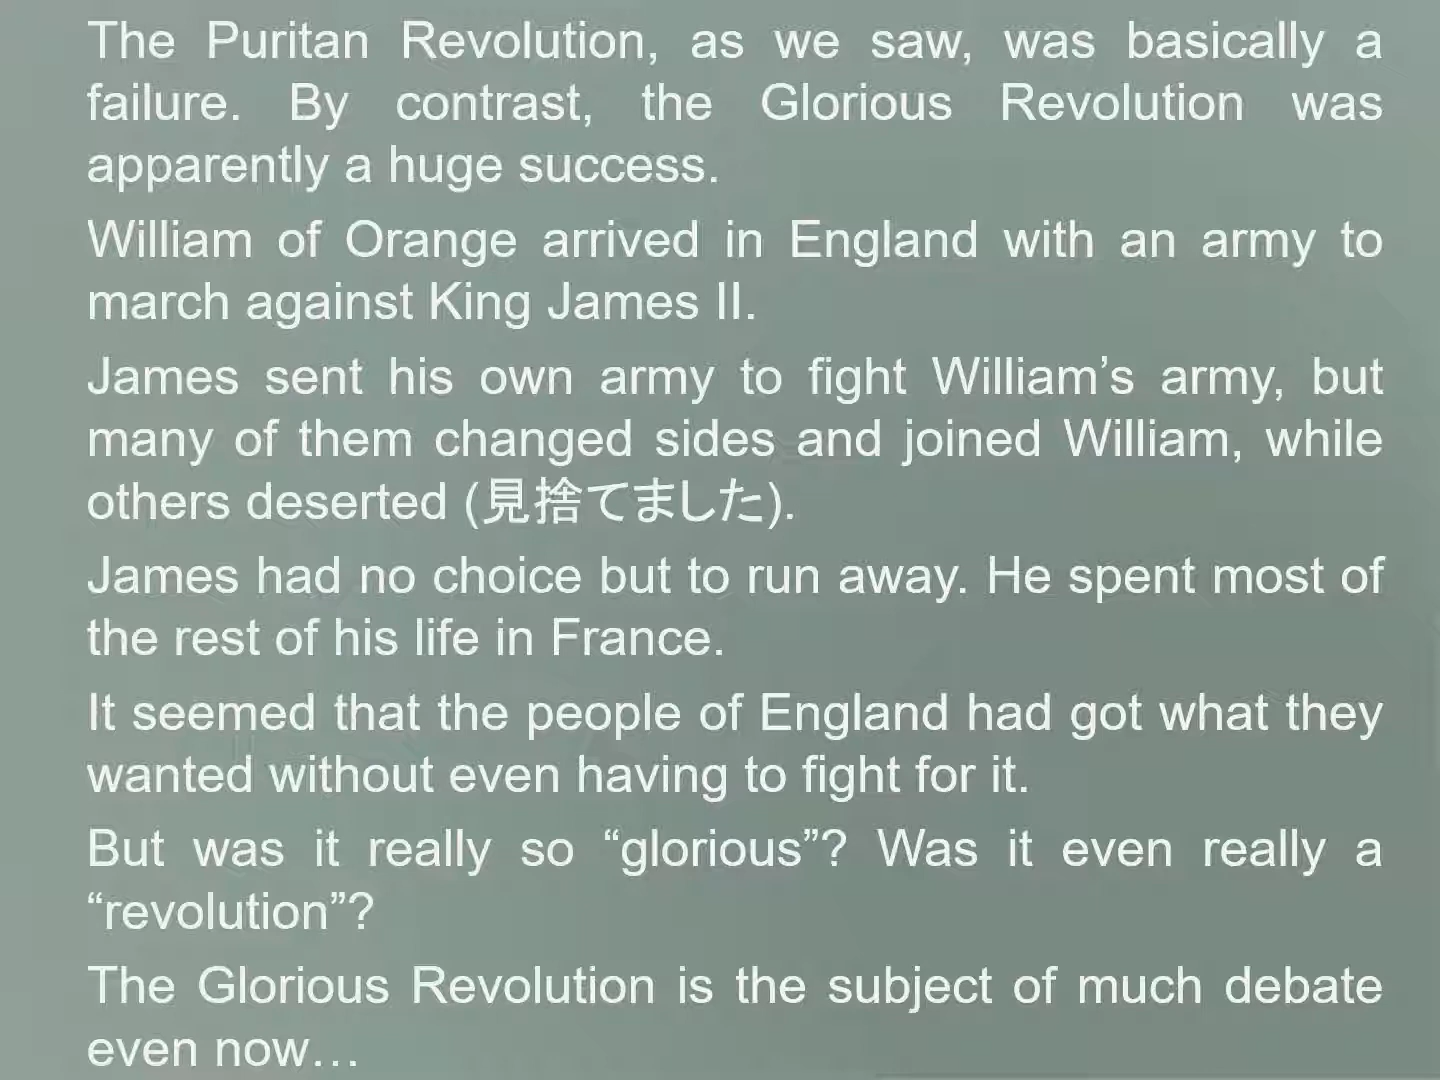 The Puritan Revolution, as we saw, was basically a
failure. By contrast, the Glorious Revolution was
apparently a huge success.
William of Orange arrived in England with an army to
march against King James II.
James sent his own army to fight William’s army, but
many of them changed sides and joined William, while
others deserted (見捨てました).
James had no choice but to run away. He spent most of
the rest of his life in France.
It seemed that the people of England had got what they
wanted without even having to fight for it.
But was it really so “glorious”? Was it even really a
“revolution”?
The Glorious Revolution is the subject of much debate
even now…